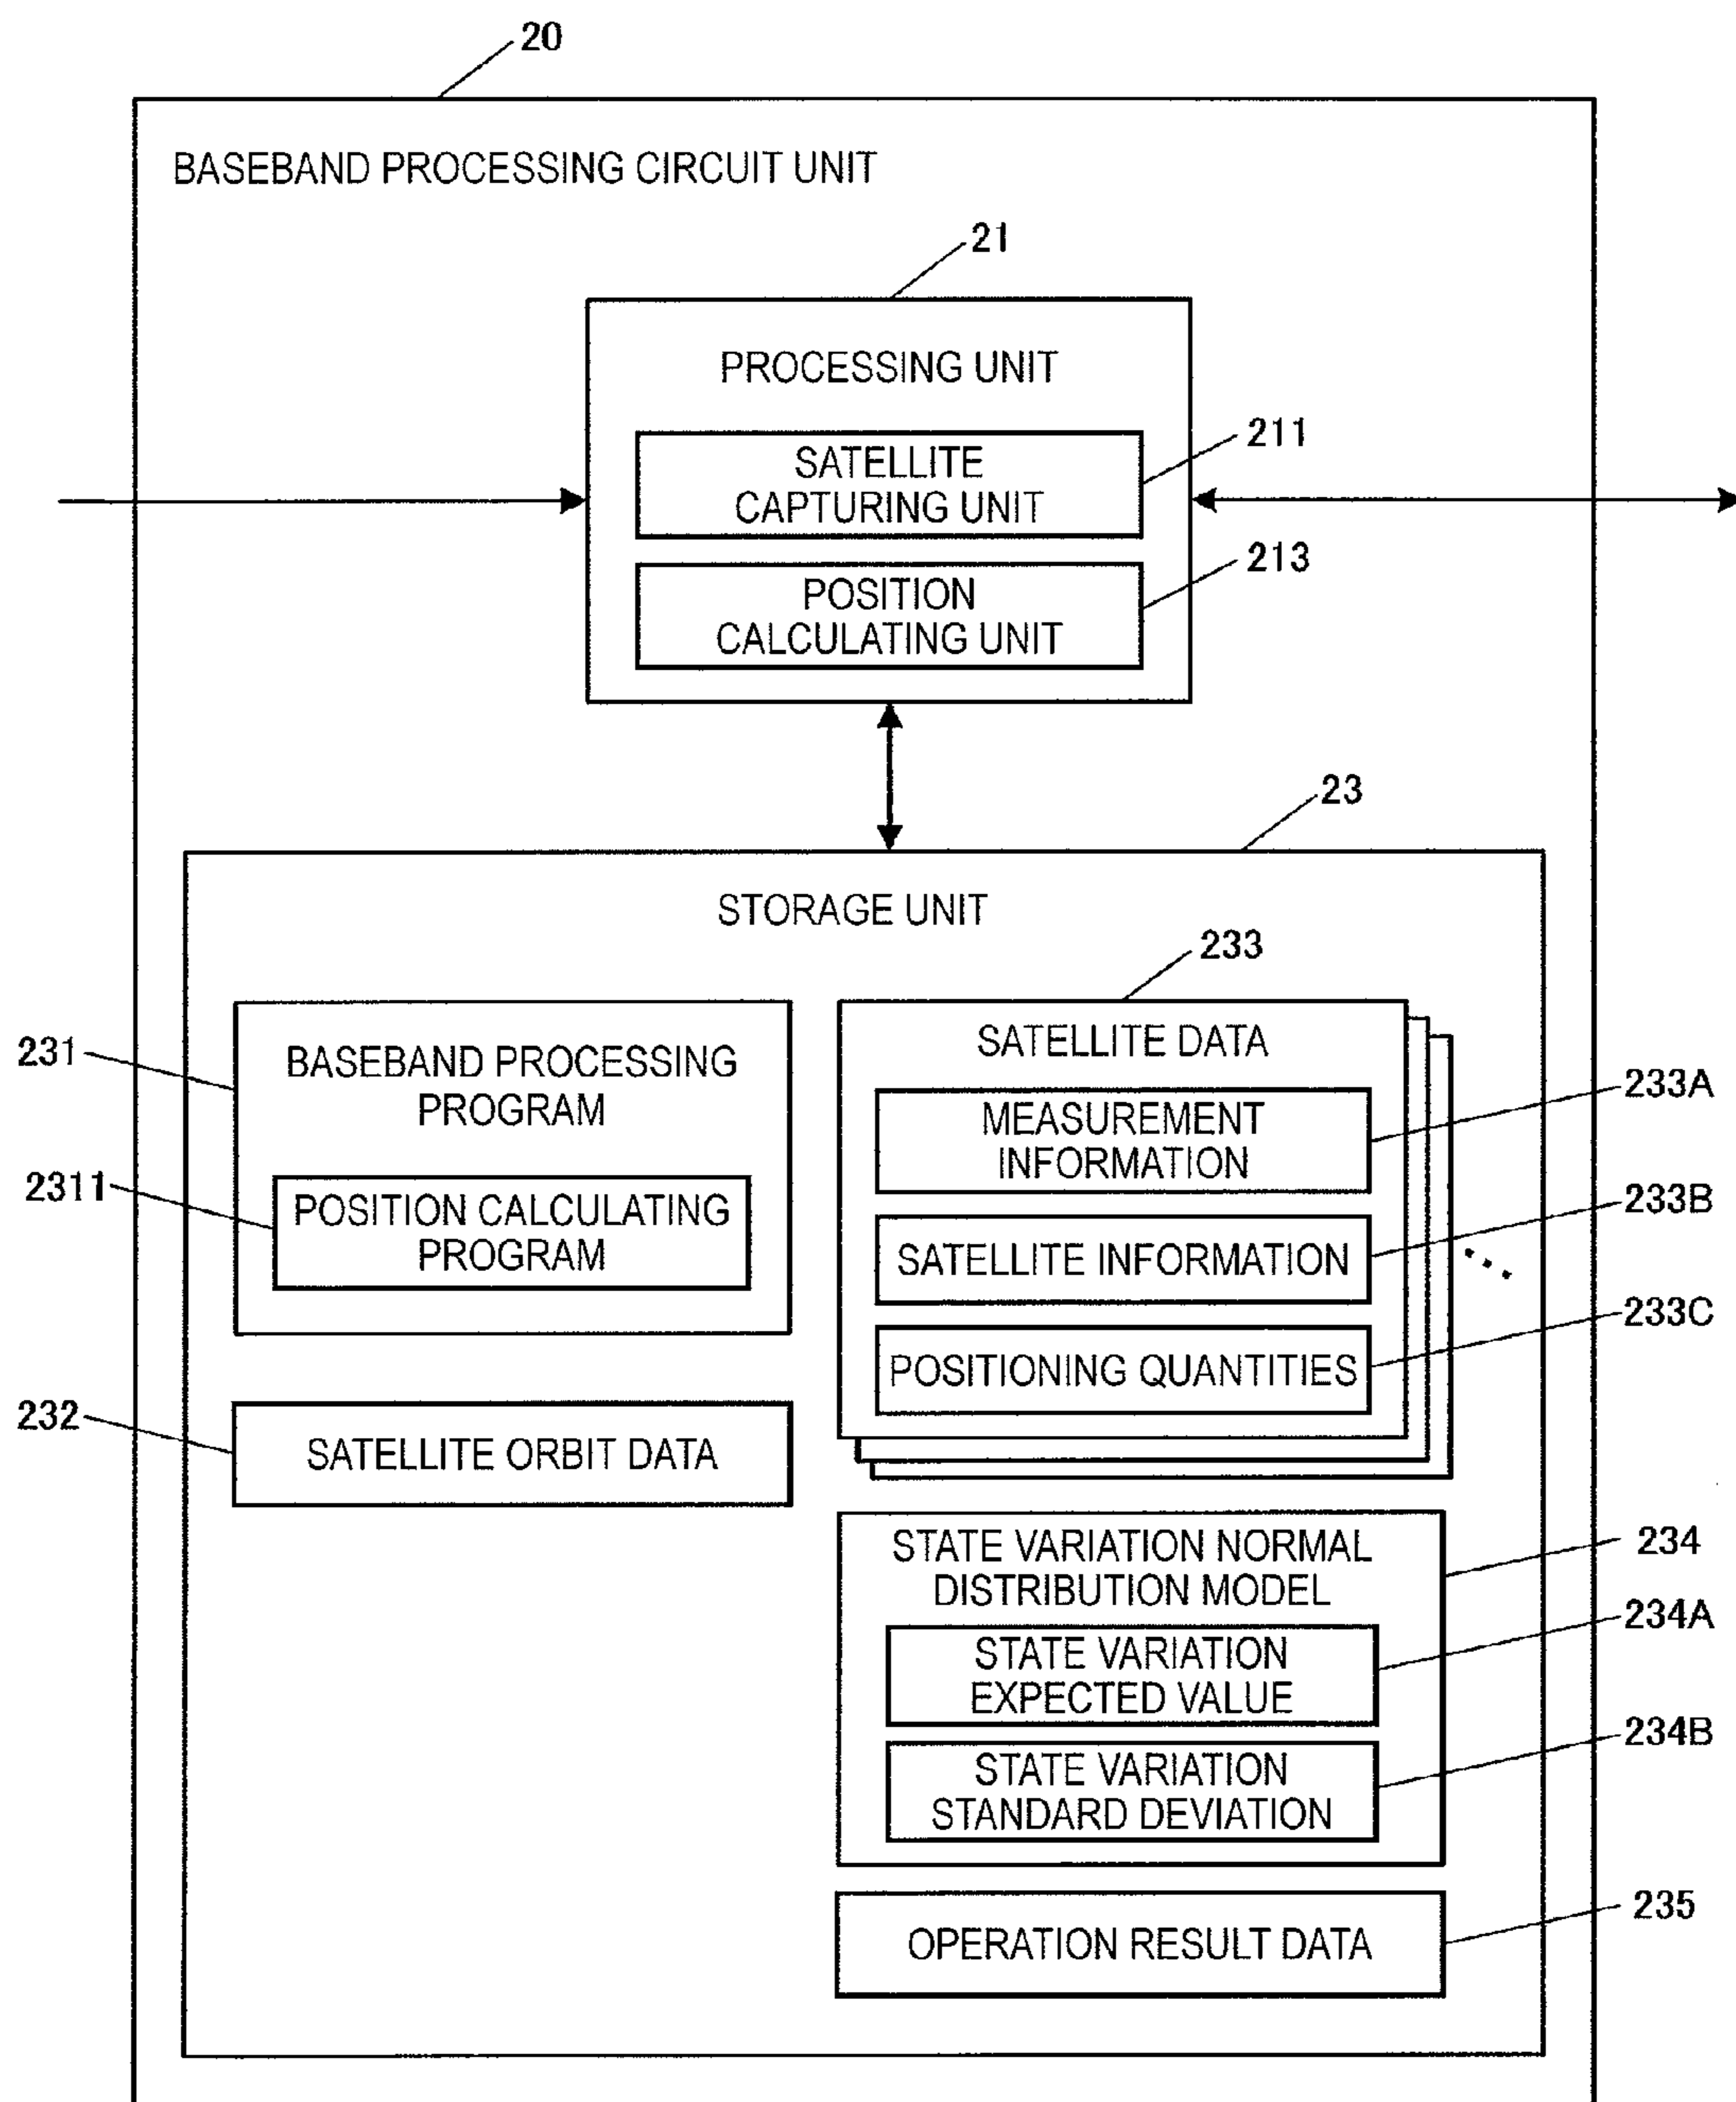 20
BASEBAND PROCESSING CIRCUIT UNIT
21
PROCESSING UNIT
211
SATELLITE
CAPTURING UNIT
213
POSITION
CALCULATING UNIT
23
STORAGE UNIT
231
BASEBAND PROCESSING
PROGRAM
2311
POSITION CALCULATING
PROGRAM
232
SATELLITE ORBIT DATA
233
SATELLITE DATA
233A
MEASUREMENT
INFORMATION
233B
SATELLITE INFORMATION
233C
POSITIONING QUANTITIES
234
STATE VARIATION NORMAL
DISTRIBUTION MODEL
234A
STATE VARIATION
EXPECTED VALUE
234B
STATE VARIATION
STANDARD DEVIATION
235
OPERATION RESULT DATA